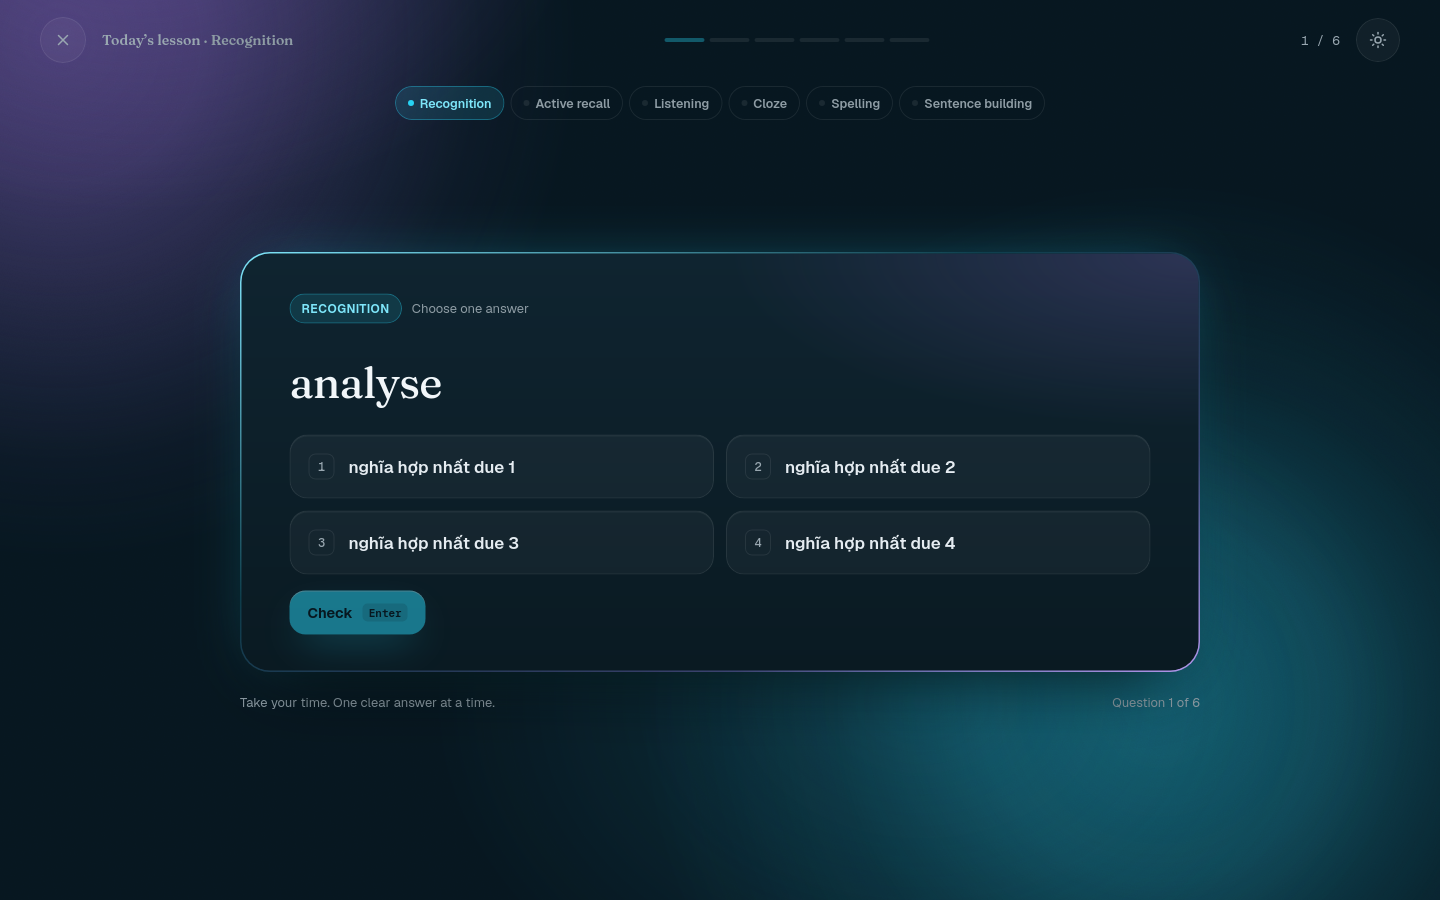 Today's lesson · Recognition
1 / 6
Recognition
Active recall
Listening
Cloze
Spelling
Sentence building
RECOGNITION Choose one answer
analyse
1 nghĩa hợp nhất due 1
2 nghĩa hợp nhất due 2
3 nghĩa hợp nhất due 3
4 nghĩa hợp nhất due 4
Check Enter
Take your time. One clear answer at a time.
Question 1 of 6